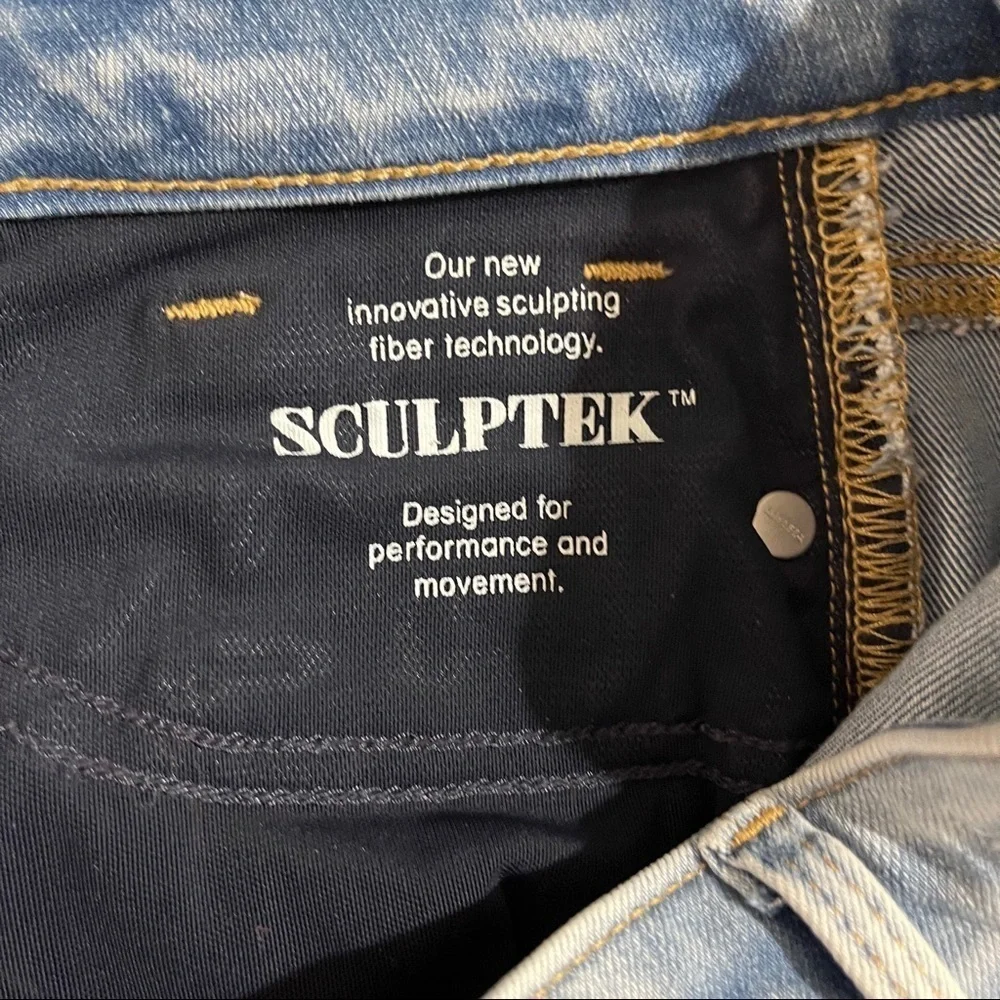 Our new
innovative sculpting
fiber technology.
SCULPTEK™
Designed for
performance and
movement.